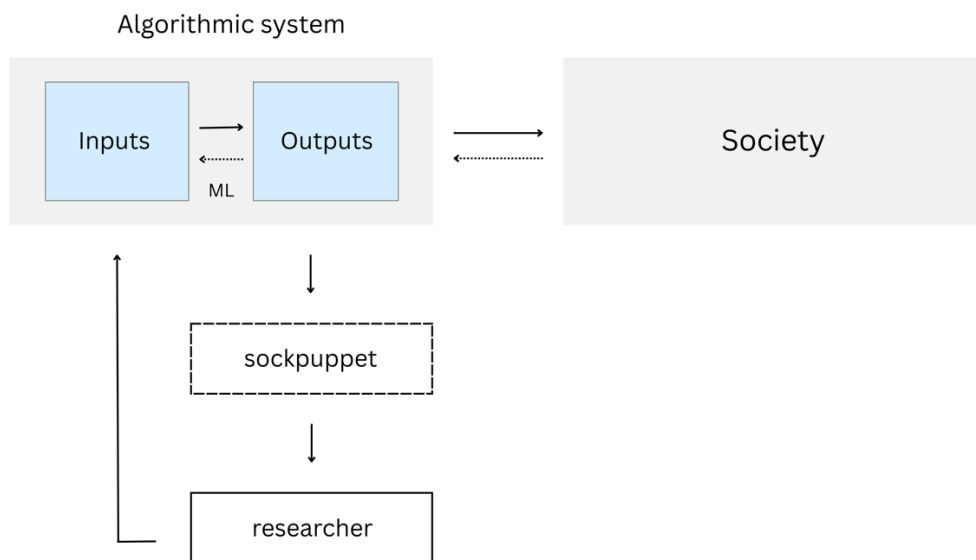 Algorithmic system
Inputs
Outputs
ML
Society
sockpuppet
researcher